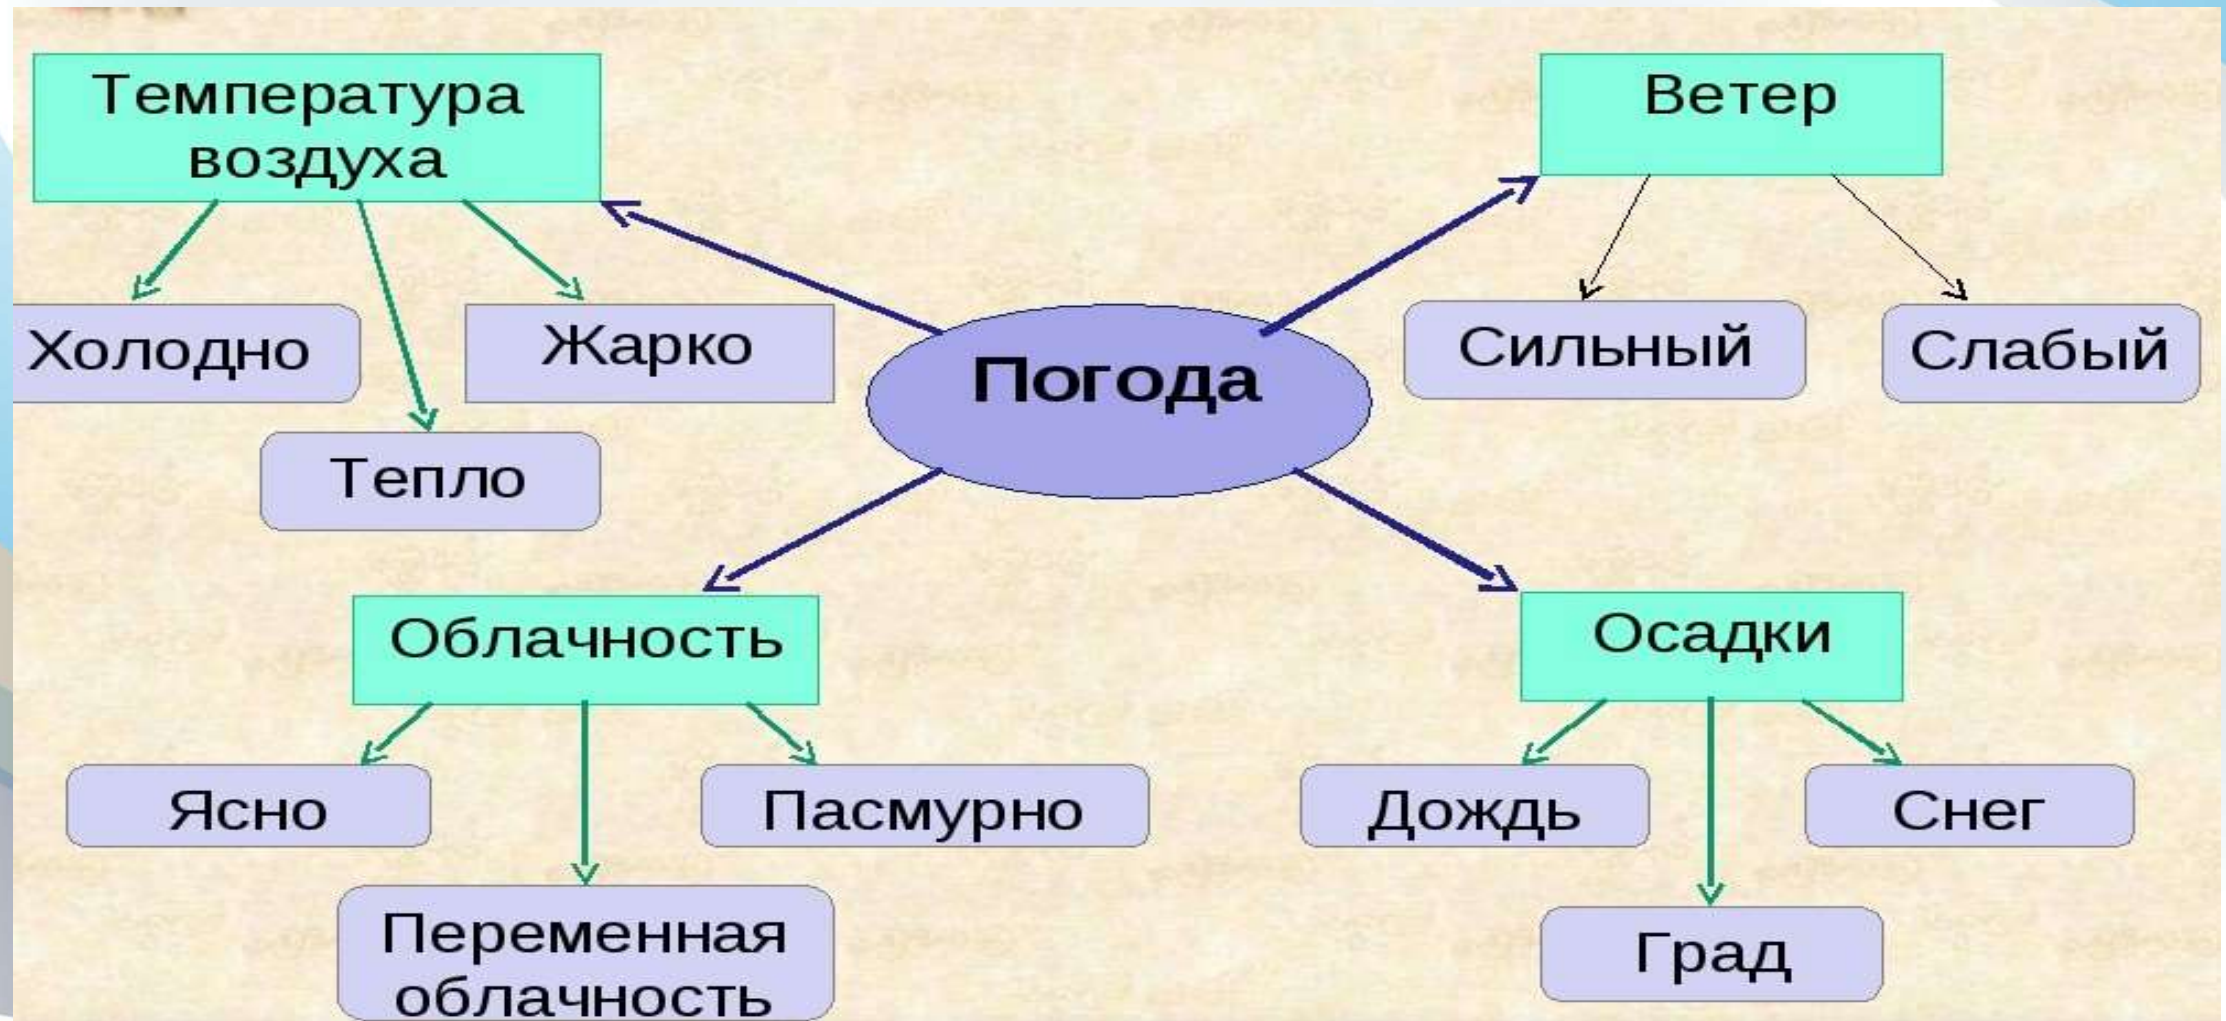 Температура
воздуха
Ветер
Холодно
Жарко
Тепло
Погода
Сильный
Слабый
Облачность
Осадки
Ясно
Пасмурно
Переменная
облачность
Дождь
Снег
Град